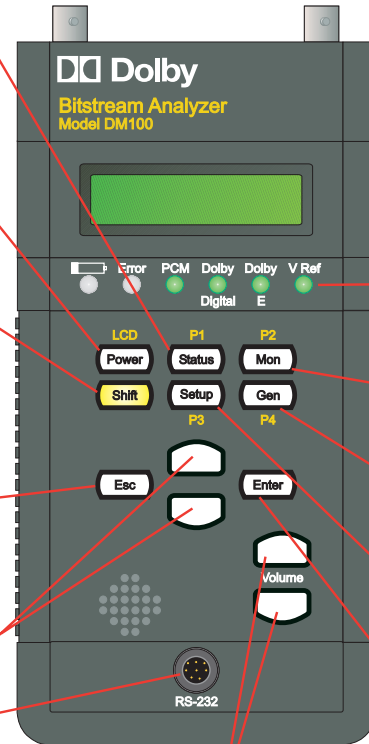 Dolby
Bitstream Analyzer
Model DM100
Error PCM Dolby Dolby V Ref
Digital E
LCD P1 P2
Power Status Mon
Shift Setup Gen
P3 P4
Esc Enter
Volume
RS-232